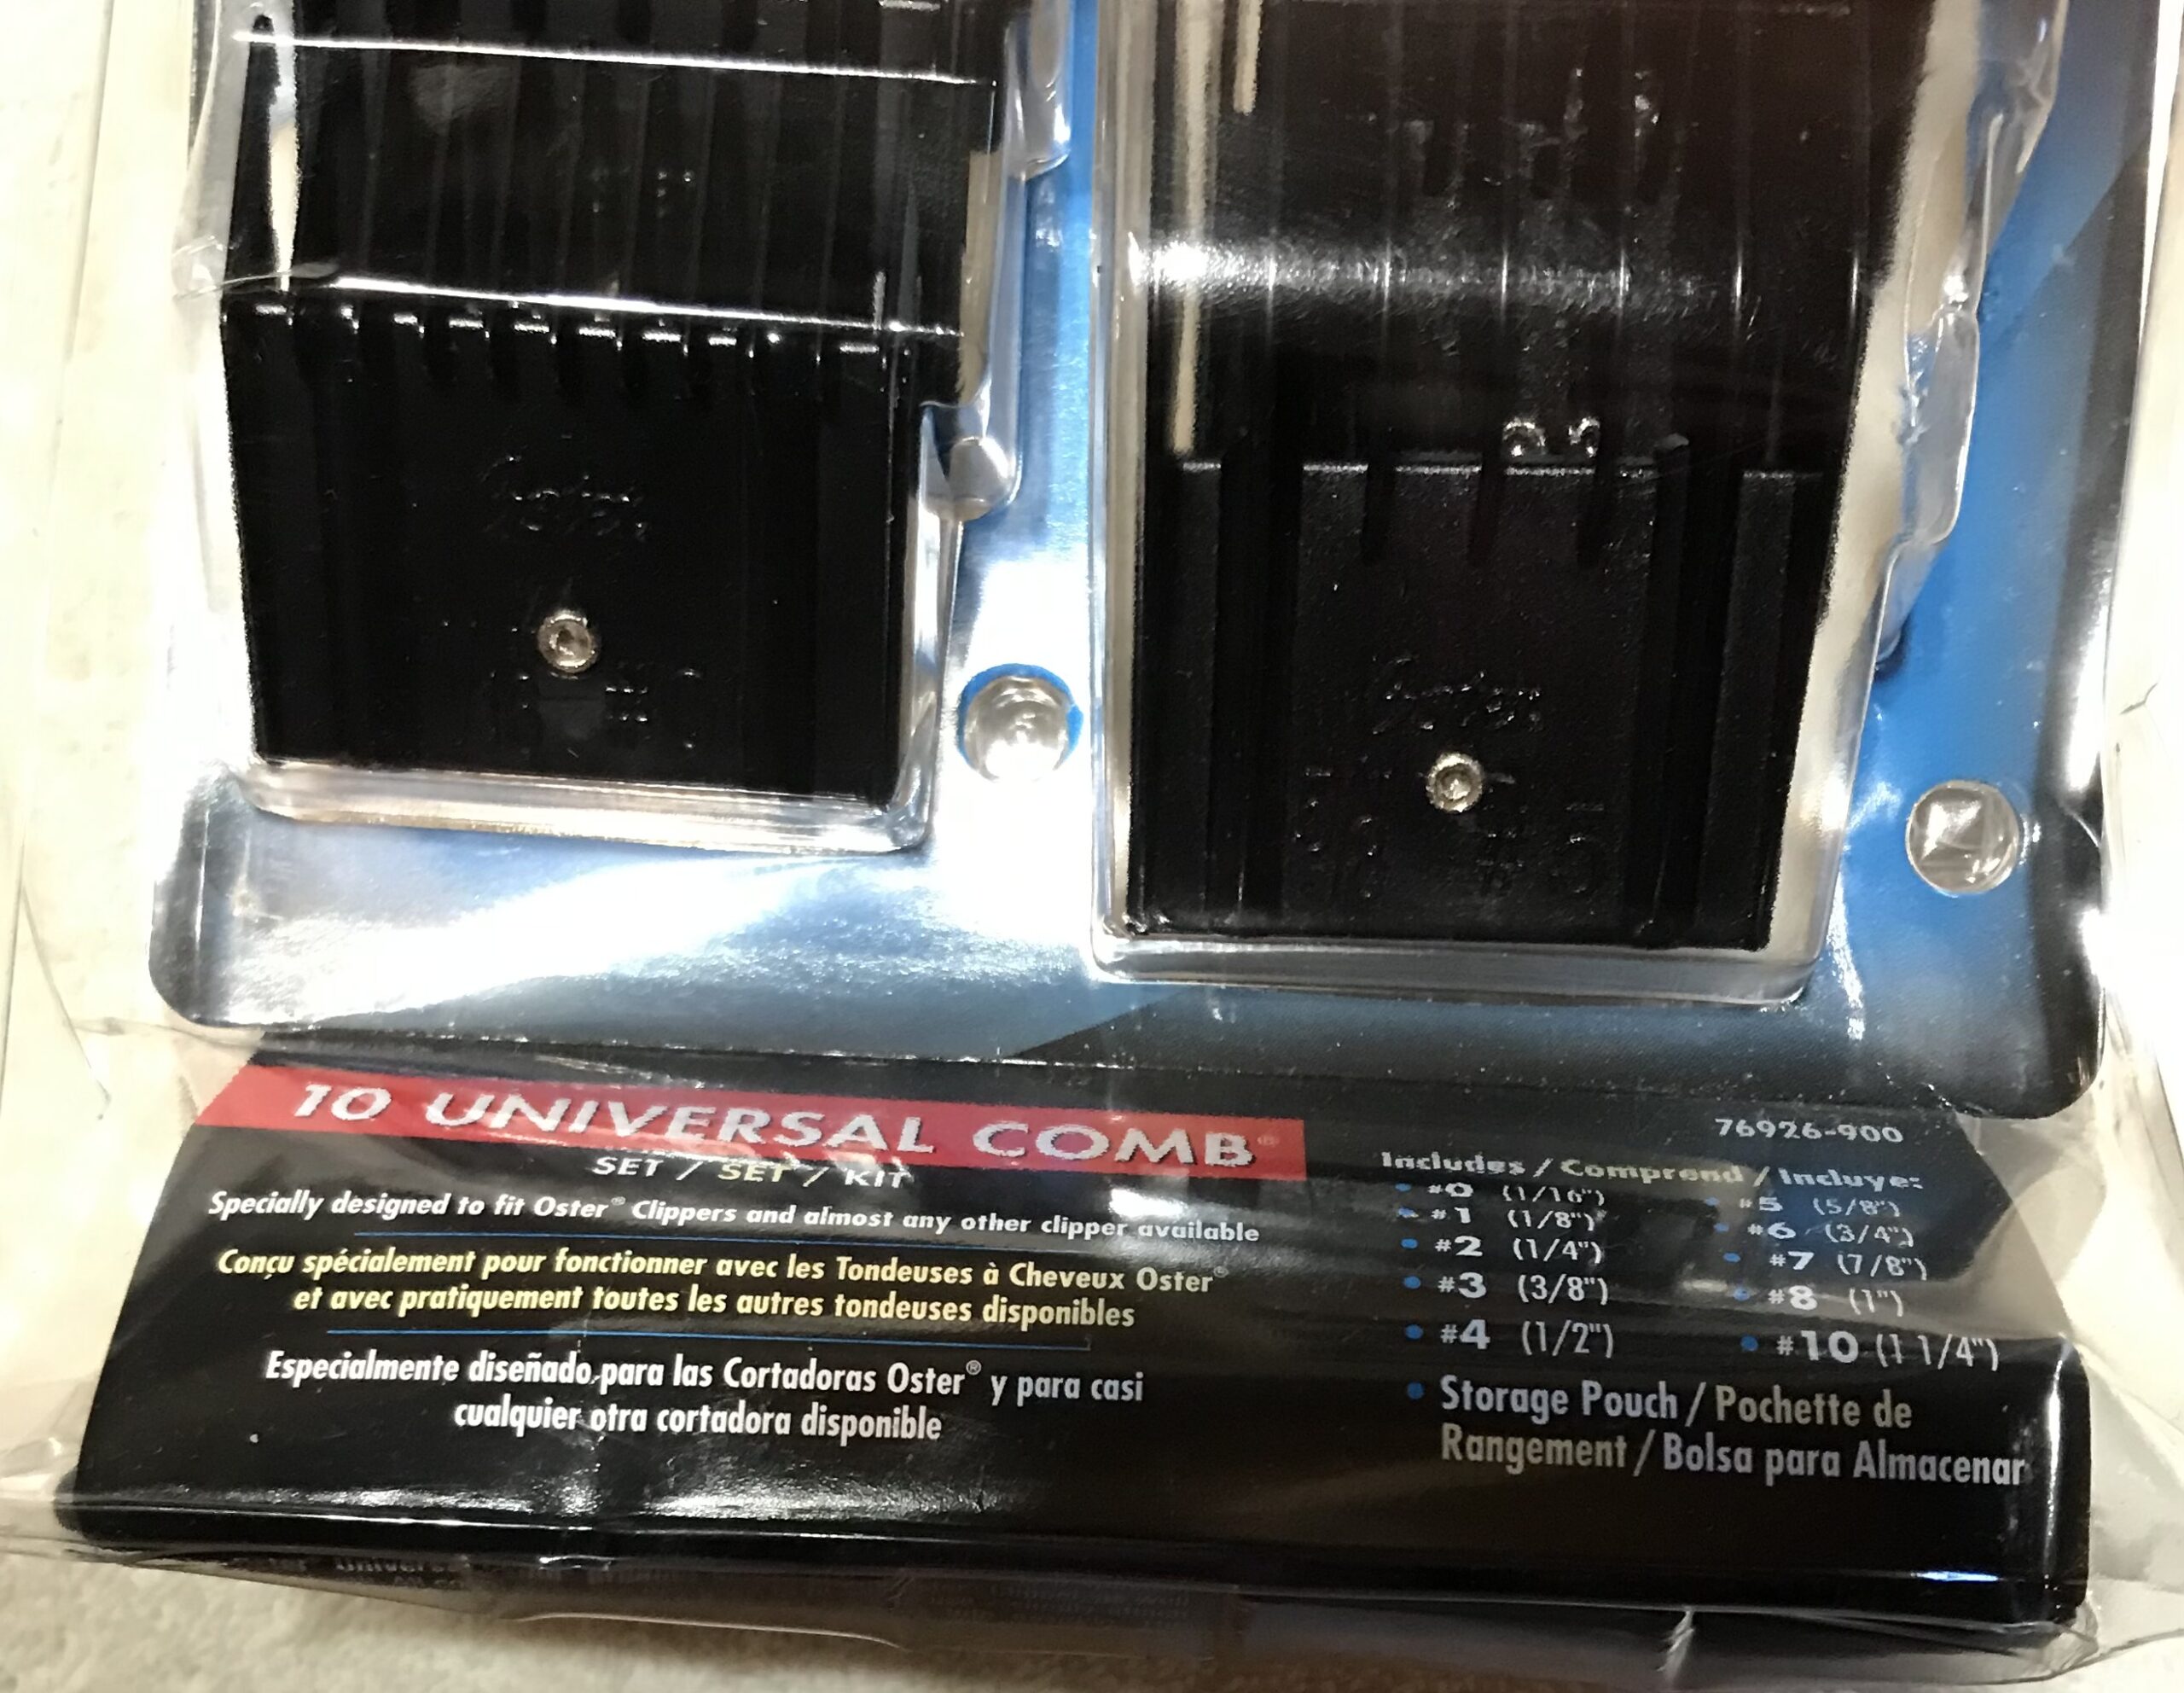 Oster
Oster
#5
10 UNIVERSAL COMB®
SET / SET / KIT
Specially designed to fit Oster® Clippers and almost any other clipper available
Conçu spécialement pour fonctionner avec les Tondeuses à Cheveux Oster®
et avec pratiquement toutes les autres tondeuses disponibles
Especialmente diseñado para las Cortadoras Oster® y para casi
cualquier otra cortadora disponible
76926-900
Includes / Comprend / Incluye:
• #0 (1/16")
• #1 (1/8")
• #2 (1/4")
• #3 (3/8")
• #4 (1/2")
• #5 (5/8")
• #6 (3/4")
• #7 (7/8")
• #8 (1")
• #10 (1 1/4")
• Storage Pouch / Pochette de
Rangement / Bolsa para Almacenar